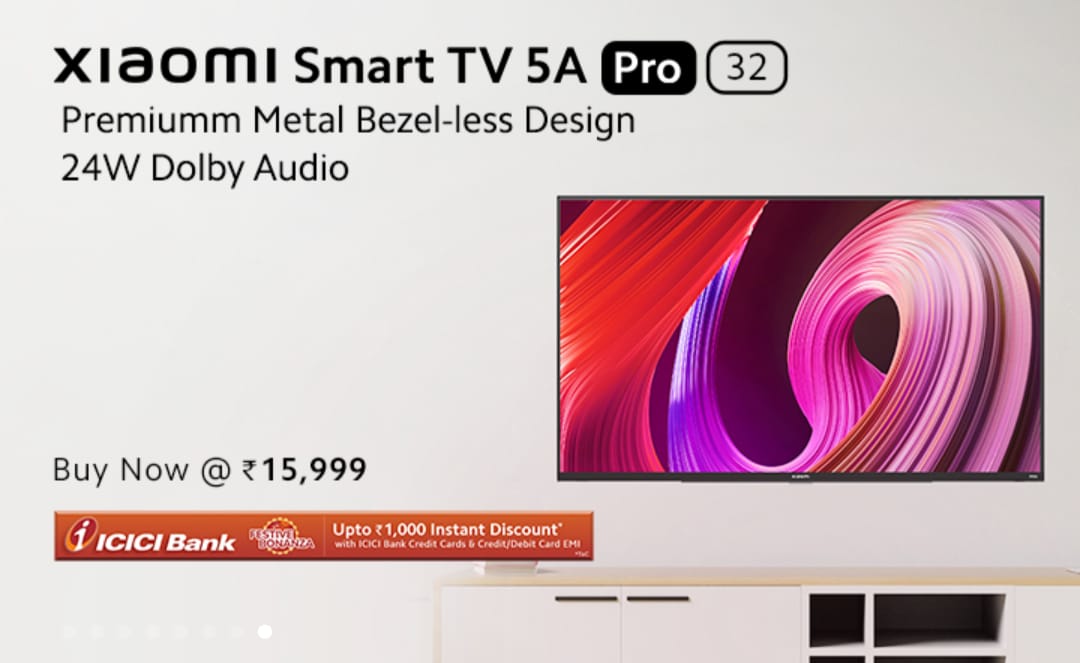 xiaomi Smart TV 5A Pro 32
Premiumm Metal Bezel-less Design
24W Dolby Audio
Buy Now @ ₹15,999
i ICICI Bank
FESTIVE BONANZA
Upto ₹1,000 Instant Discount*
with ICICI Bank Credit Cards & Credit/Debit Card EMI
*T&C